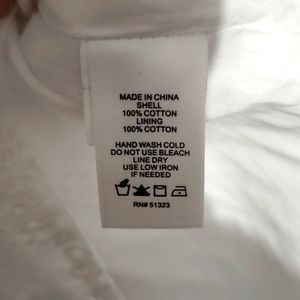 MADE IN CHINA
SHELL
100% COTTON
LINING
100% COTTON
HAND WASH COLD
DO NOT USE BLEACH
LINE DRY
USE LOW IRON
IF NEEDED
RN# 51323